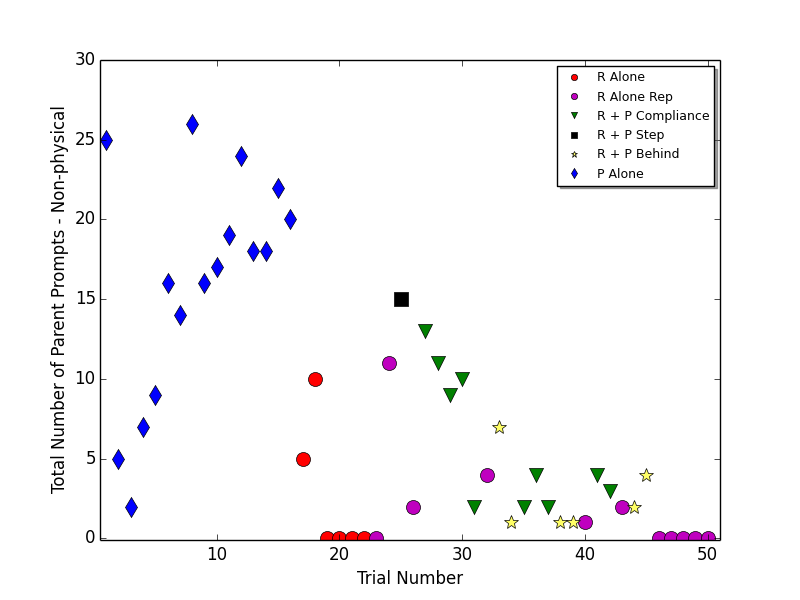 30
25
20
15
10
5
0
Total Number of Parent Prompts - Non-physical
R Alone
R Alone Rep
R + P Compliance
R + P Step
R + P Behind
P Alone
10 20 30 40 50
Trial Number